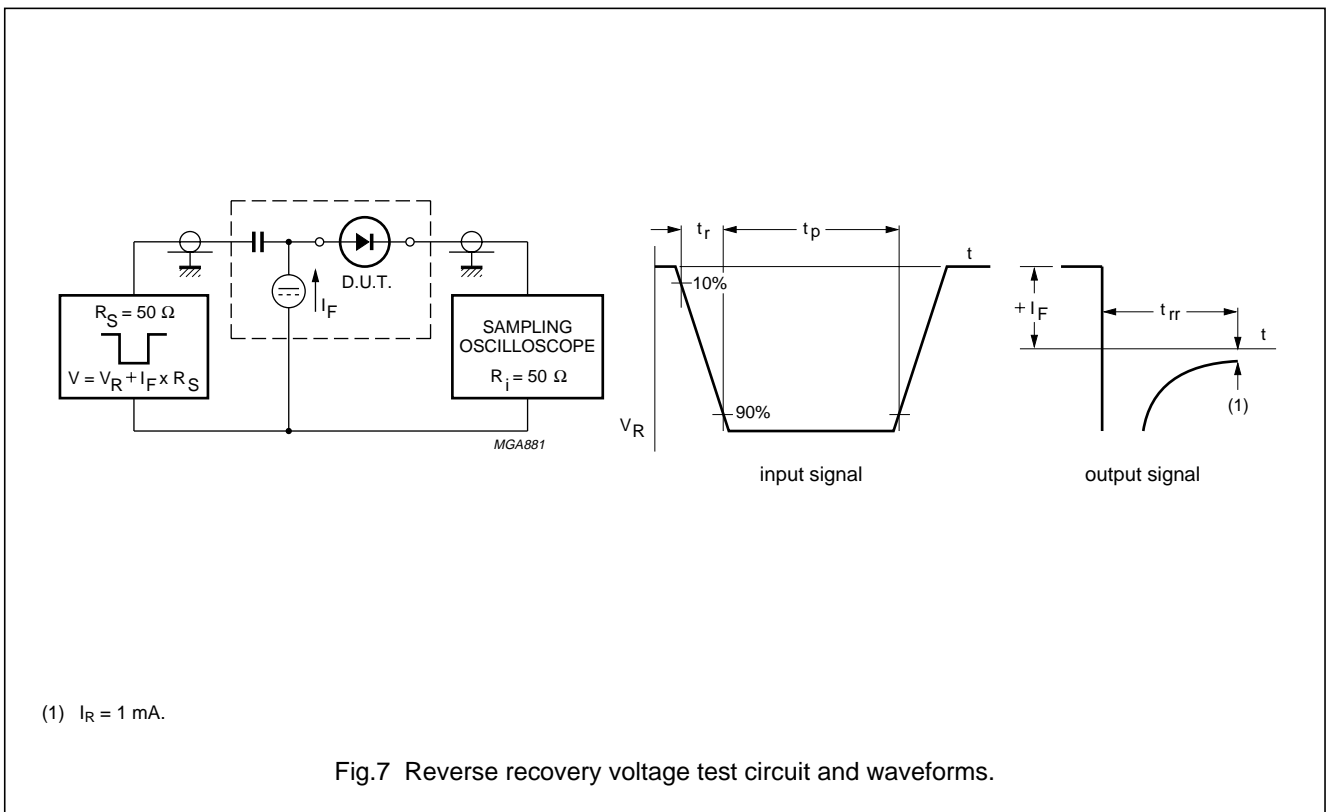 R_S = 50 Ω
V = V_R + I_F x R_S
I_F
D.U.T.
SAMPLING
OSCILLOSCOPE
R_i = 50 Ω
MGA881
t_r
t_p
t
10%
90%
V_R
input signal
+ I_F
t_rr
t
(1)
output signal
(1) I_R = 1 mA.
Fig.7 Reverse recovery voltage test circuit and waveforms.